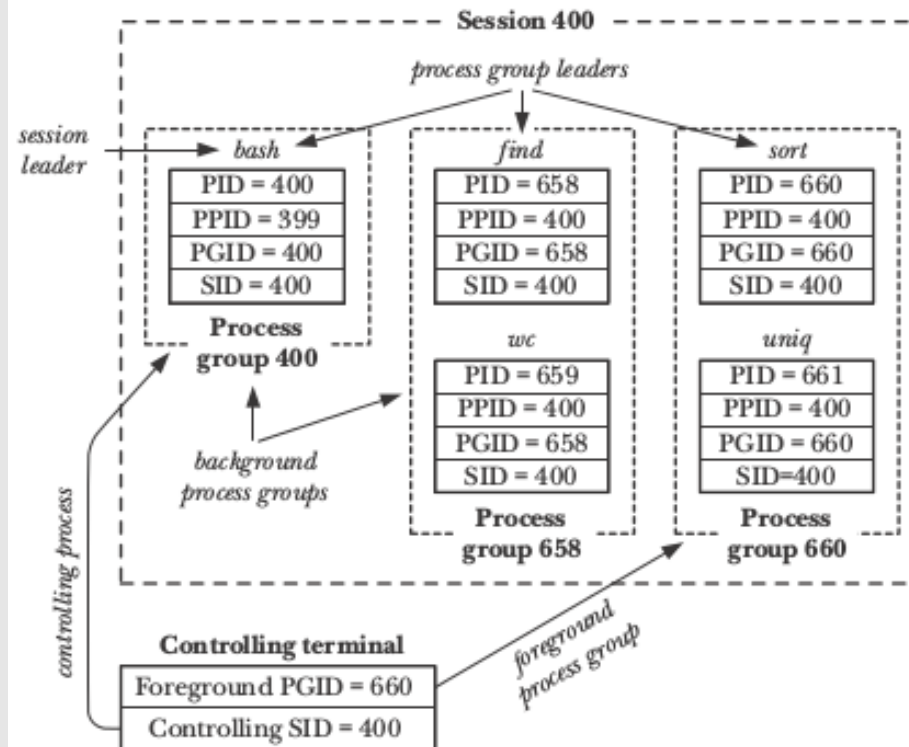 Session 400
process group leaders
session
leader
bash
PID = 400
PPID = 399
PGID = 400
SID = 400
Process
group 400
find
PID = 658
PPID = 400
PGID = 658
SID = 400
wc
PID = 659
PPID = 400
PGID = 658
SID = 400
Process
group 658
sort
PID = 660
PPID = 400
PGID = 660
SID = 400
uniq
PID = 661
PPID = 400
PGID = 660
SID=400
Process
group 660
background
process groups
controlling process
foreground
process group
Controlling terminal
Foreground PGID = 660
Controlling SID = 400